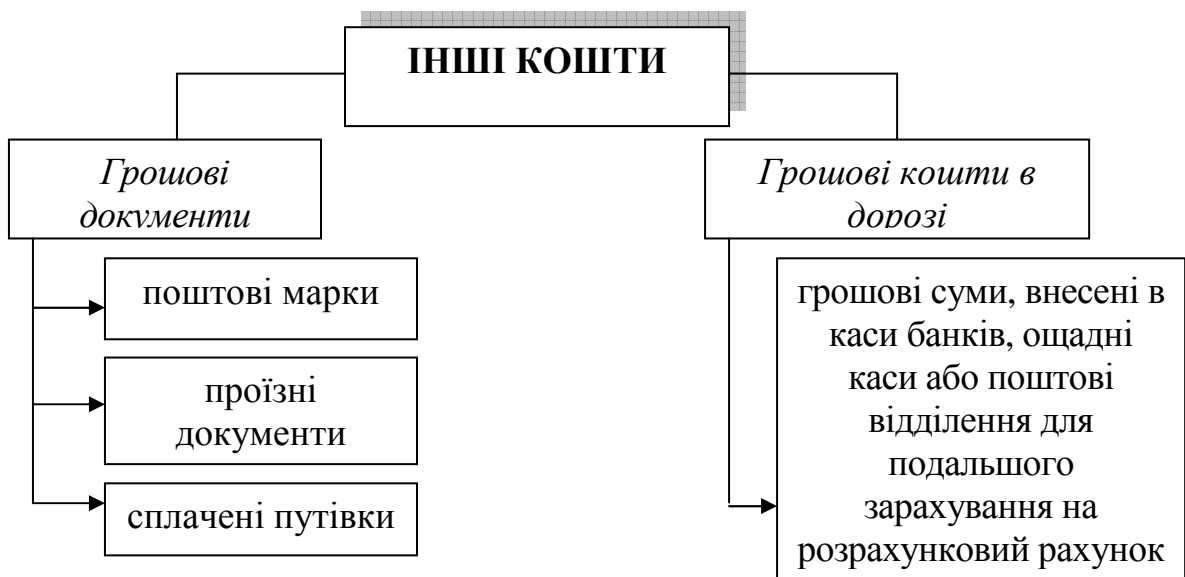 ІНШІ КОШТИ
Грошові
документи
поштові марки
проїзні
документи
сплачені путівки
Грошові кошти в
дорозі
грошові суми, внесені в
каси банків, ощадні
каси або поштові
відділення для
подальшого
зарахування на
розрахунковий рахунок